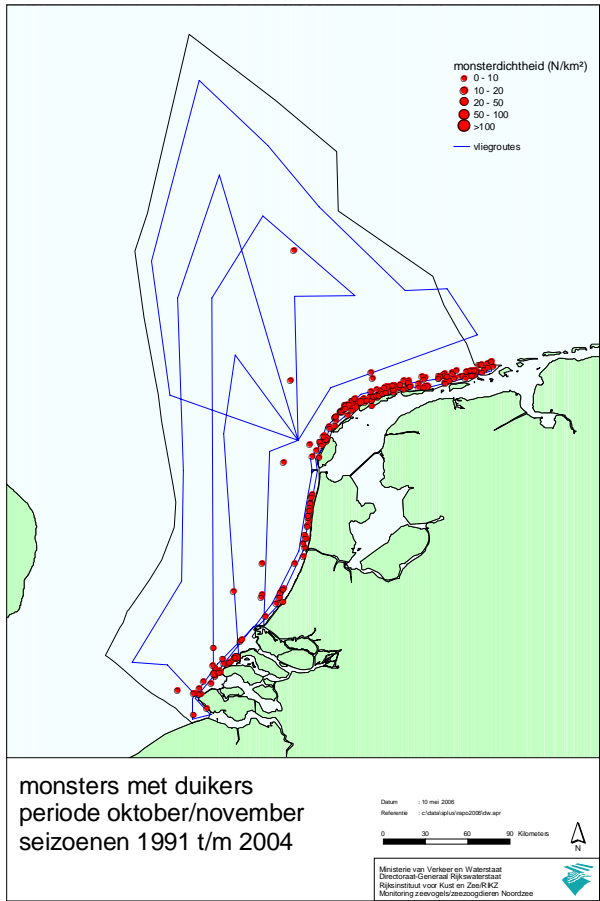 monsterdichtheid (N/km²)
0 - 10
10 - 20
20 - 50
50 - 100
>100
vliegroutes
monsters met duikers
periode oktober/november
seizoenen 1991 t/m 2004
Datum : 10 mei 2006
Referentie : c:\data\aplus\rapo2006\dw.apr
0 30 60 90 Kilometers
N
Ministerie van Verkeer en Waterstaat
Directoraat-Generaal Rijkswaterstaat
Rijksinstituut voor Kust en Zee/RIKZ
Monitoring zeevogels/zeezoogdieren Noordzee